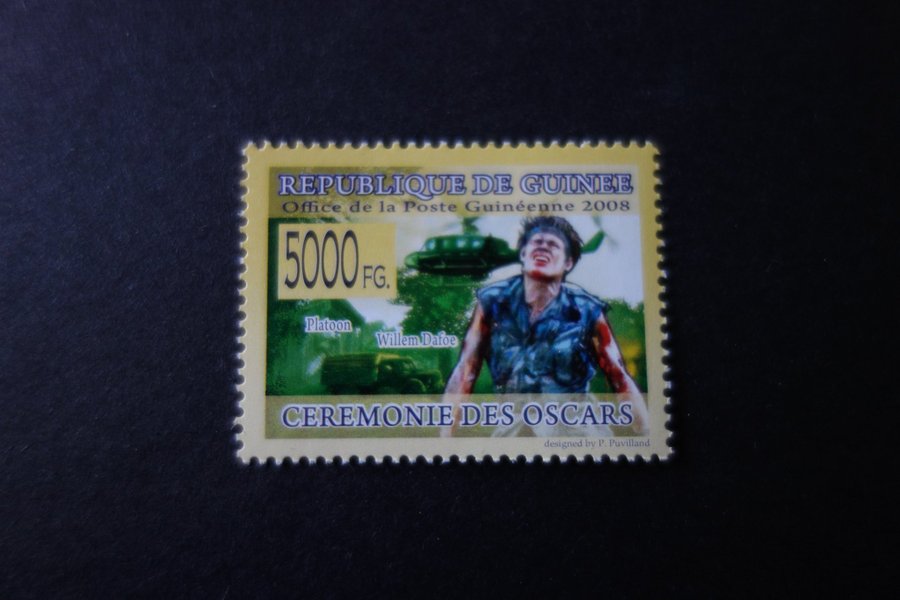 REPUBLIQUE DE GUINEE
Office de la Poste Guinéenne 2008
5000 FG.
Platoon
Willem Dafoe
CEREMONIE DES OSCARS
designed by P. Puvilland